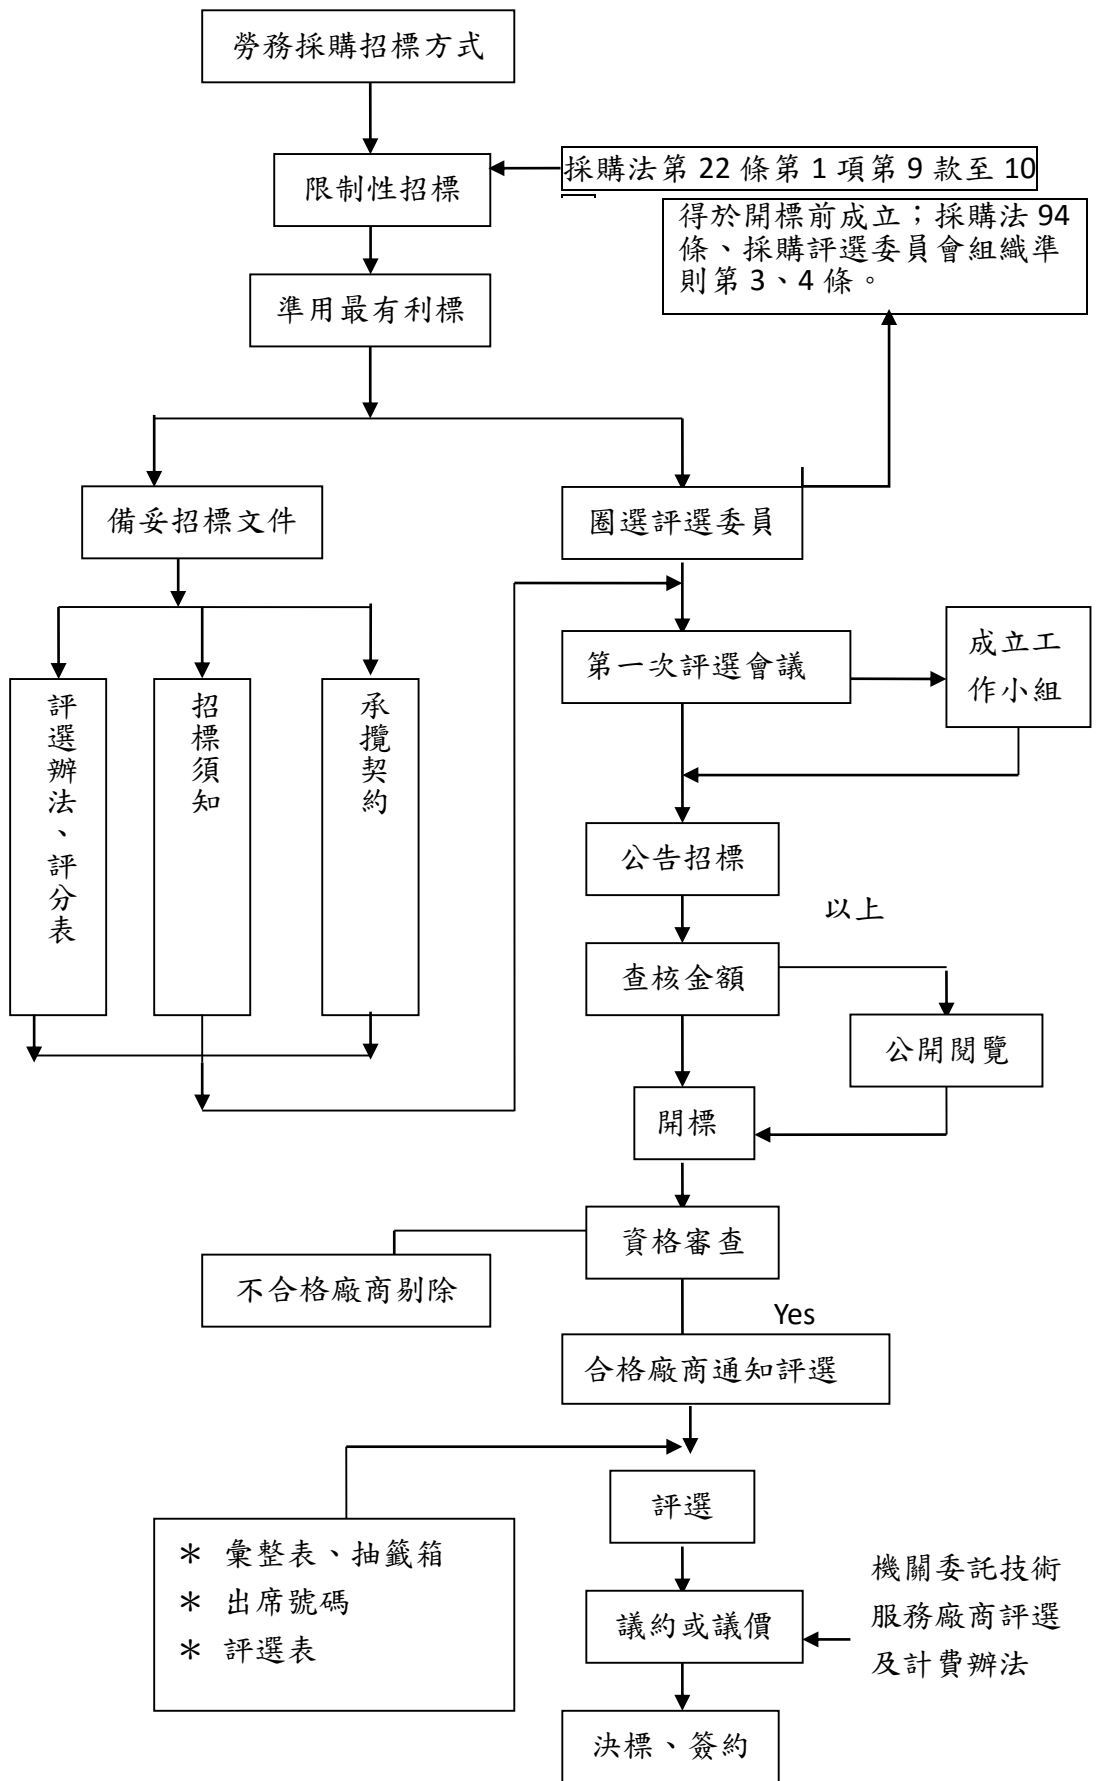 勞務採購招標方式
限制性招標
採購法第 22 條第 1 項第 9 款至 10
得於開標前成立；採購法 94
條、採購評選委員會組織準
則第 3、4 條。
準用最有利標
備妥招標文件
圈選評選委員
第一次評選會議
成立工
作小組
評選辦法、評分表
招標須知
承攬契約
公告招標
以上
查核金額
公開閱覽
開標
資格審查
不合格廠商剔除
Yes
合格廠商通知評選
評選
＊ 彙整表、抽籤箱
＊ 出席號碼
＊ 評選表
議約或議價
機關委託技術
服務廠商評選
及計費辦法
決標、簽約